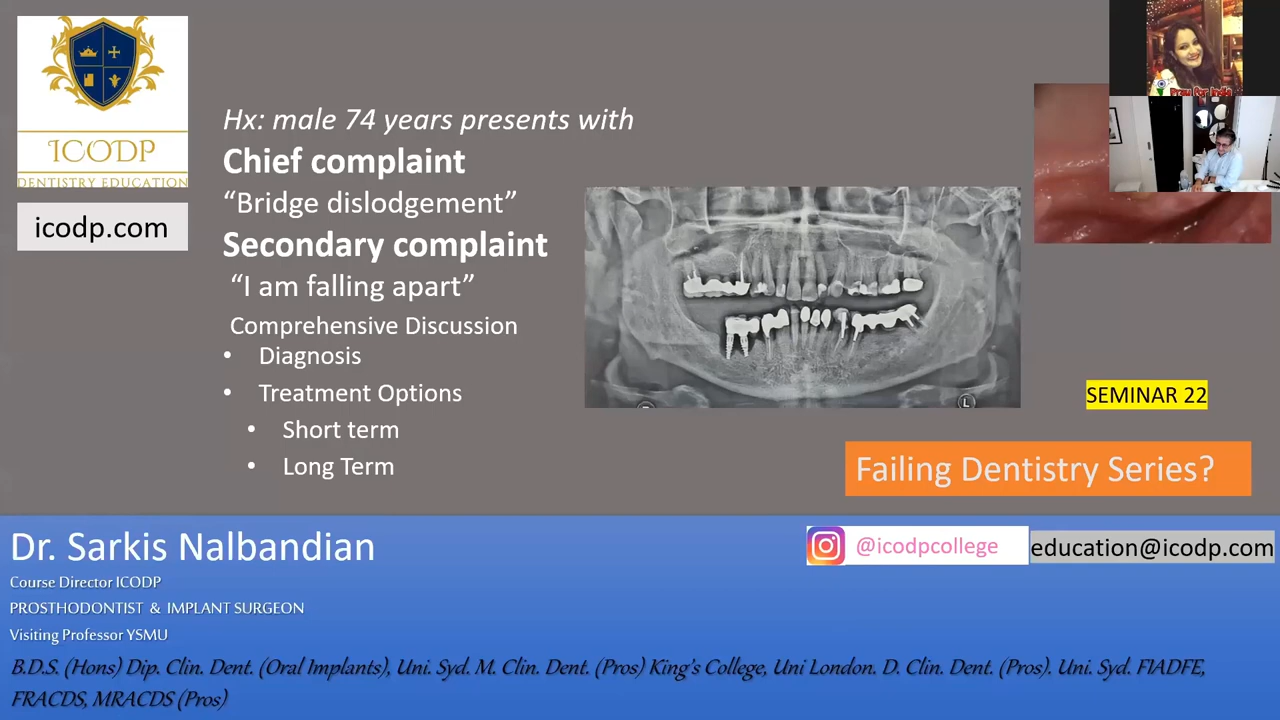 ICODP
DENTISTRY EDUCATION
icodp.com
Hx: male 74 years presents with
Chief complaint
“Bridge dislodgement”
Secondary complaint
“I am falling apart”
Comprehensive Discussion
• Diagnosis
• Treatment Options
• Short term
• Long Term
Pray for India
L
SEMINAR 22
Failing Dentistry Series?
Dr. Sarkis Nalbandian
Course Director ICODP
PROSTHODONTIST & IMPLANT SURGEON
Visiting Professor YSMU
@icodpcollege
education@icodp.com
B.D.S. (Hons) Dip. Clin. Dent. (Oral Implants), Uni. Syd. M. Clin. Dent. (Pros) King's College, Uni London. D. Clin. Dent. (Pros). Uni. Syd. FIADFE,
FRACDS, MRACDS (Pros)